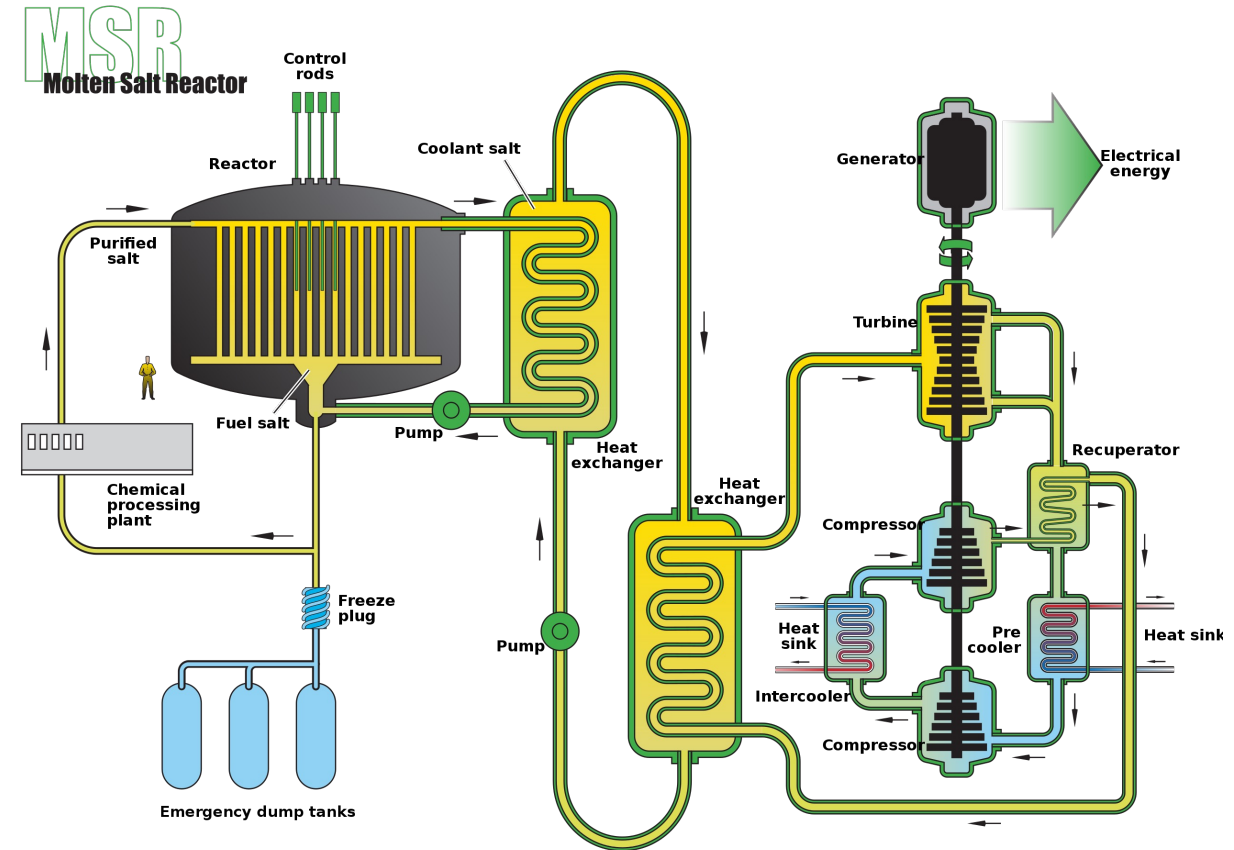 MSR
Molten Salt Reactor
Control
rods
Reactor
Coolant salt
Generator
Electrical
energy
Purified
salt
Turbine
Fuel salt
Pump
Heat
exchanger
Recuperator
Chemical
processing
plant
Heat
exchanger
Compressor
Freeze
plug
Pump
Heat
sink
Pre
cooler
Heat sink
Intercooler
Compressor
Emergency dump tanks